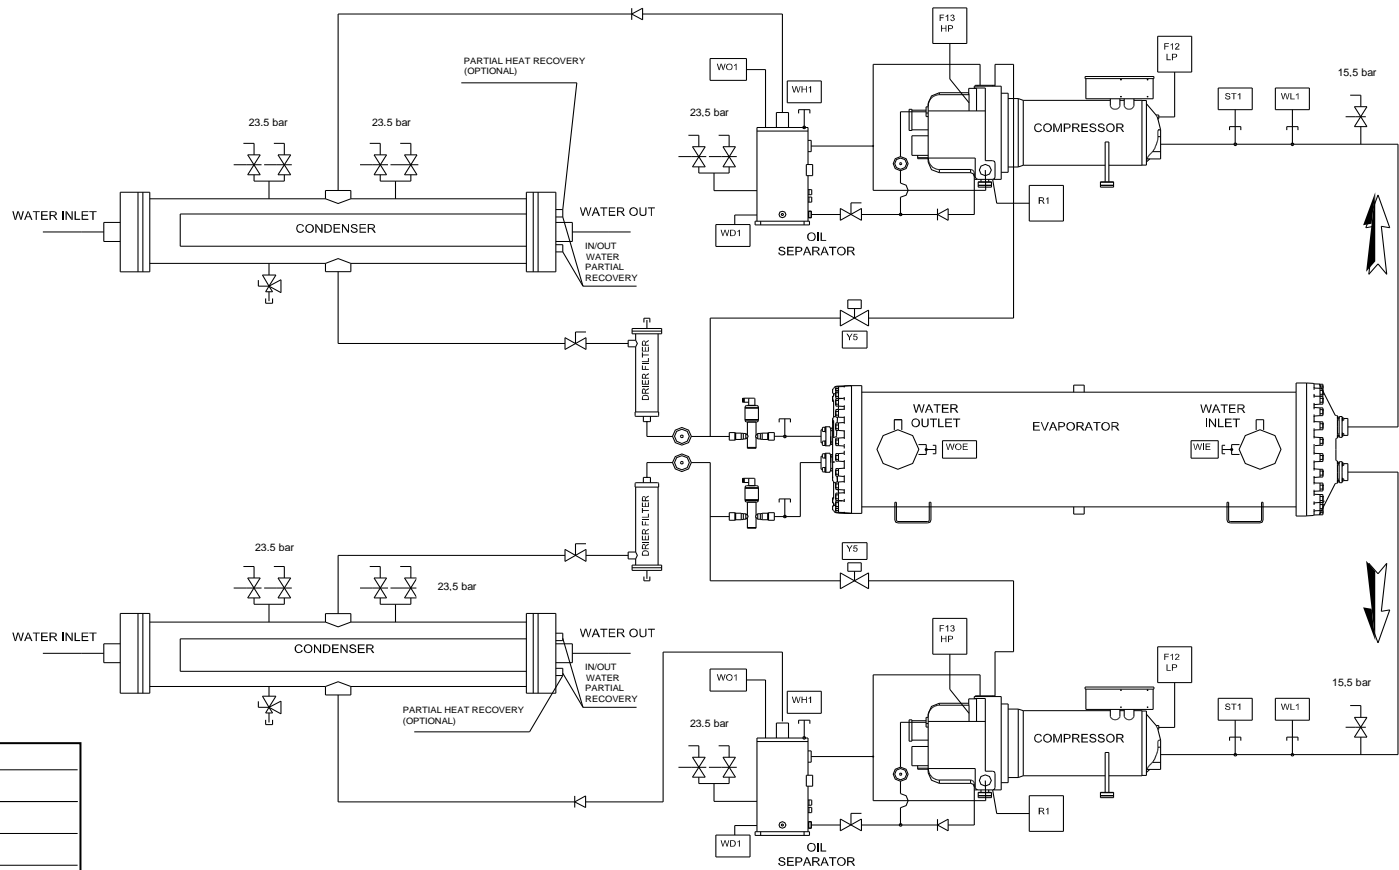 F13
HP
F12
LP
PARTIAL HEAT RECOVERY
(OPTIONAL)
WO1
WH1
15,5 bar
ST1
WL1
23,5 bar
23.5 bar
23.5 bar
COMPRESSOR
R1
WATER INLET
WATER OUT
CONDENSER
WD1
OIL
SEPARATOR
IN/OUT
WATER
PARTIAL
RECOVERY
Y5
DRIER FILTER
WATER
OUTLET
EVAPORATOR
WATER
INLET
WOE
WIE
DRIER FILTER
23.5 bar
23,5 bar
Y5
F13
HP
F12
LP
WATER INLET
WATER OUT
CONDENSER
IN/OUT
WATER
PARTIAL
RECOVERY
PARTIAL HEAT RECOVERY
(OPTIONAL)
WO1
WH1
15,5 bar
ST1
WL1
23.5 bar
COMPRESSOR
R1
WD1
OIL
SEPARATOR